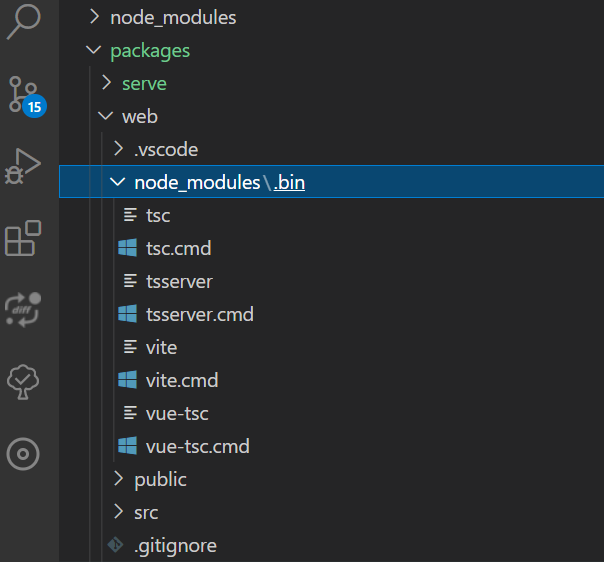 node_modules
packages
serve
15
web
.vscode
node_modules\.bin
tsc
tsc.cmd
tsserver
diff
tsserver.cmd
vite
vite.cmd
vue-tsc
vue-tsc.cmd
public
src
.gitignore